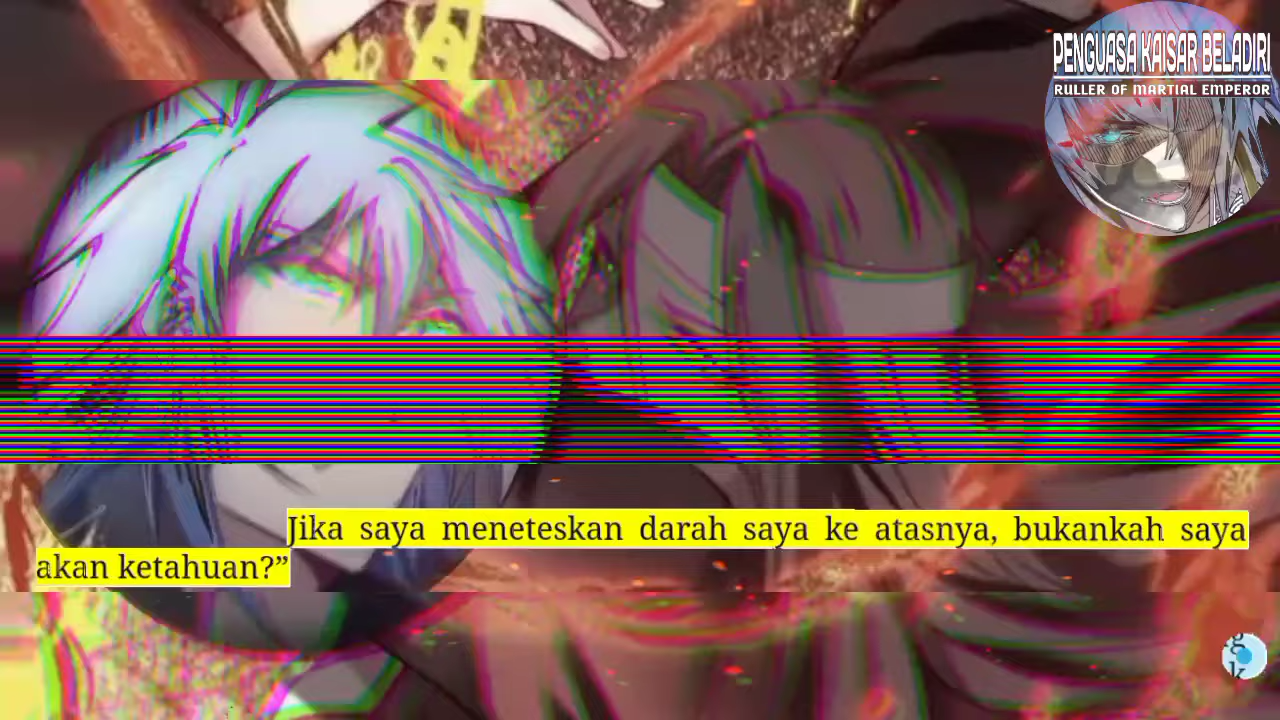 PENGUASA KAISAR BELADIRI
RULLER OF MARTIAL EMPEROR
Jika saya meneteskan darah saya ke atasnya, bukankah saya
akan ketahuan?”